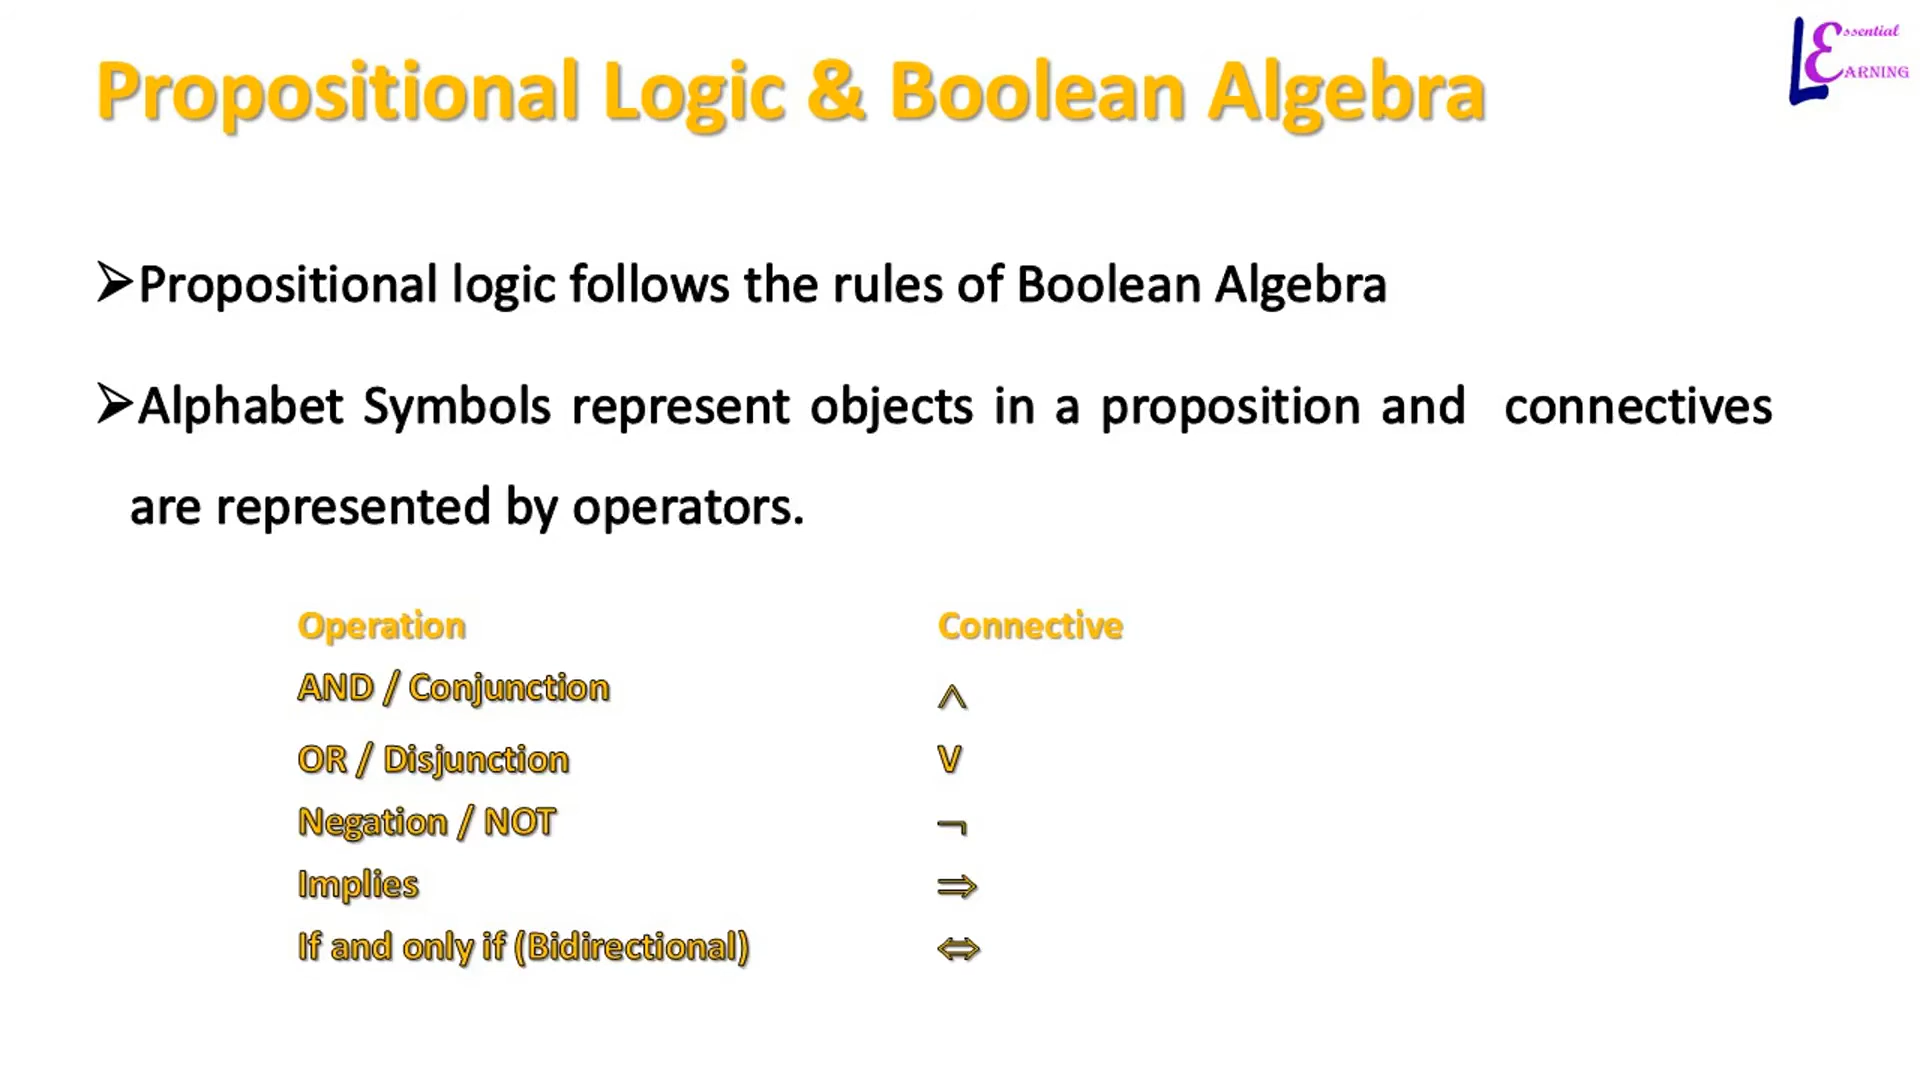 Propositional Logic & Boolean Algebra
Essential
LEARNING
➢Propositional logic follows the rules of Boolean Algebra
➢Alphabet Symbols represent objects in a proposition and connectives
are represented by operators.
Operation Connective
AND / Conjunction ∧
OR / Disjunction V
Negation / NOT ¬
Implies ⇒
If and only if (Bidirectional) ⇔